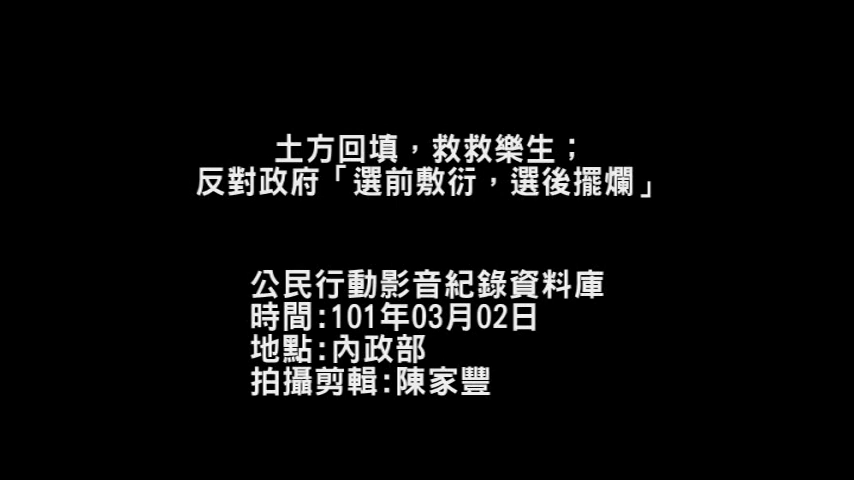 土方回填，救救樂生；
反對政府「選前敷衍，選後擺爛」
公民行動影音紀錄資料庫
時間:101年03月02日
地點:內政部
拍攝剪輯:陳家豐